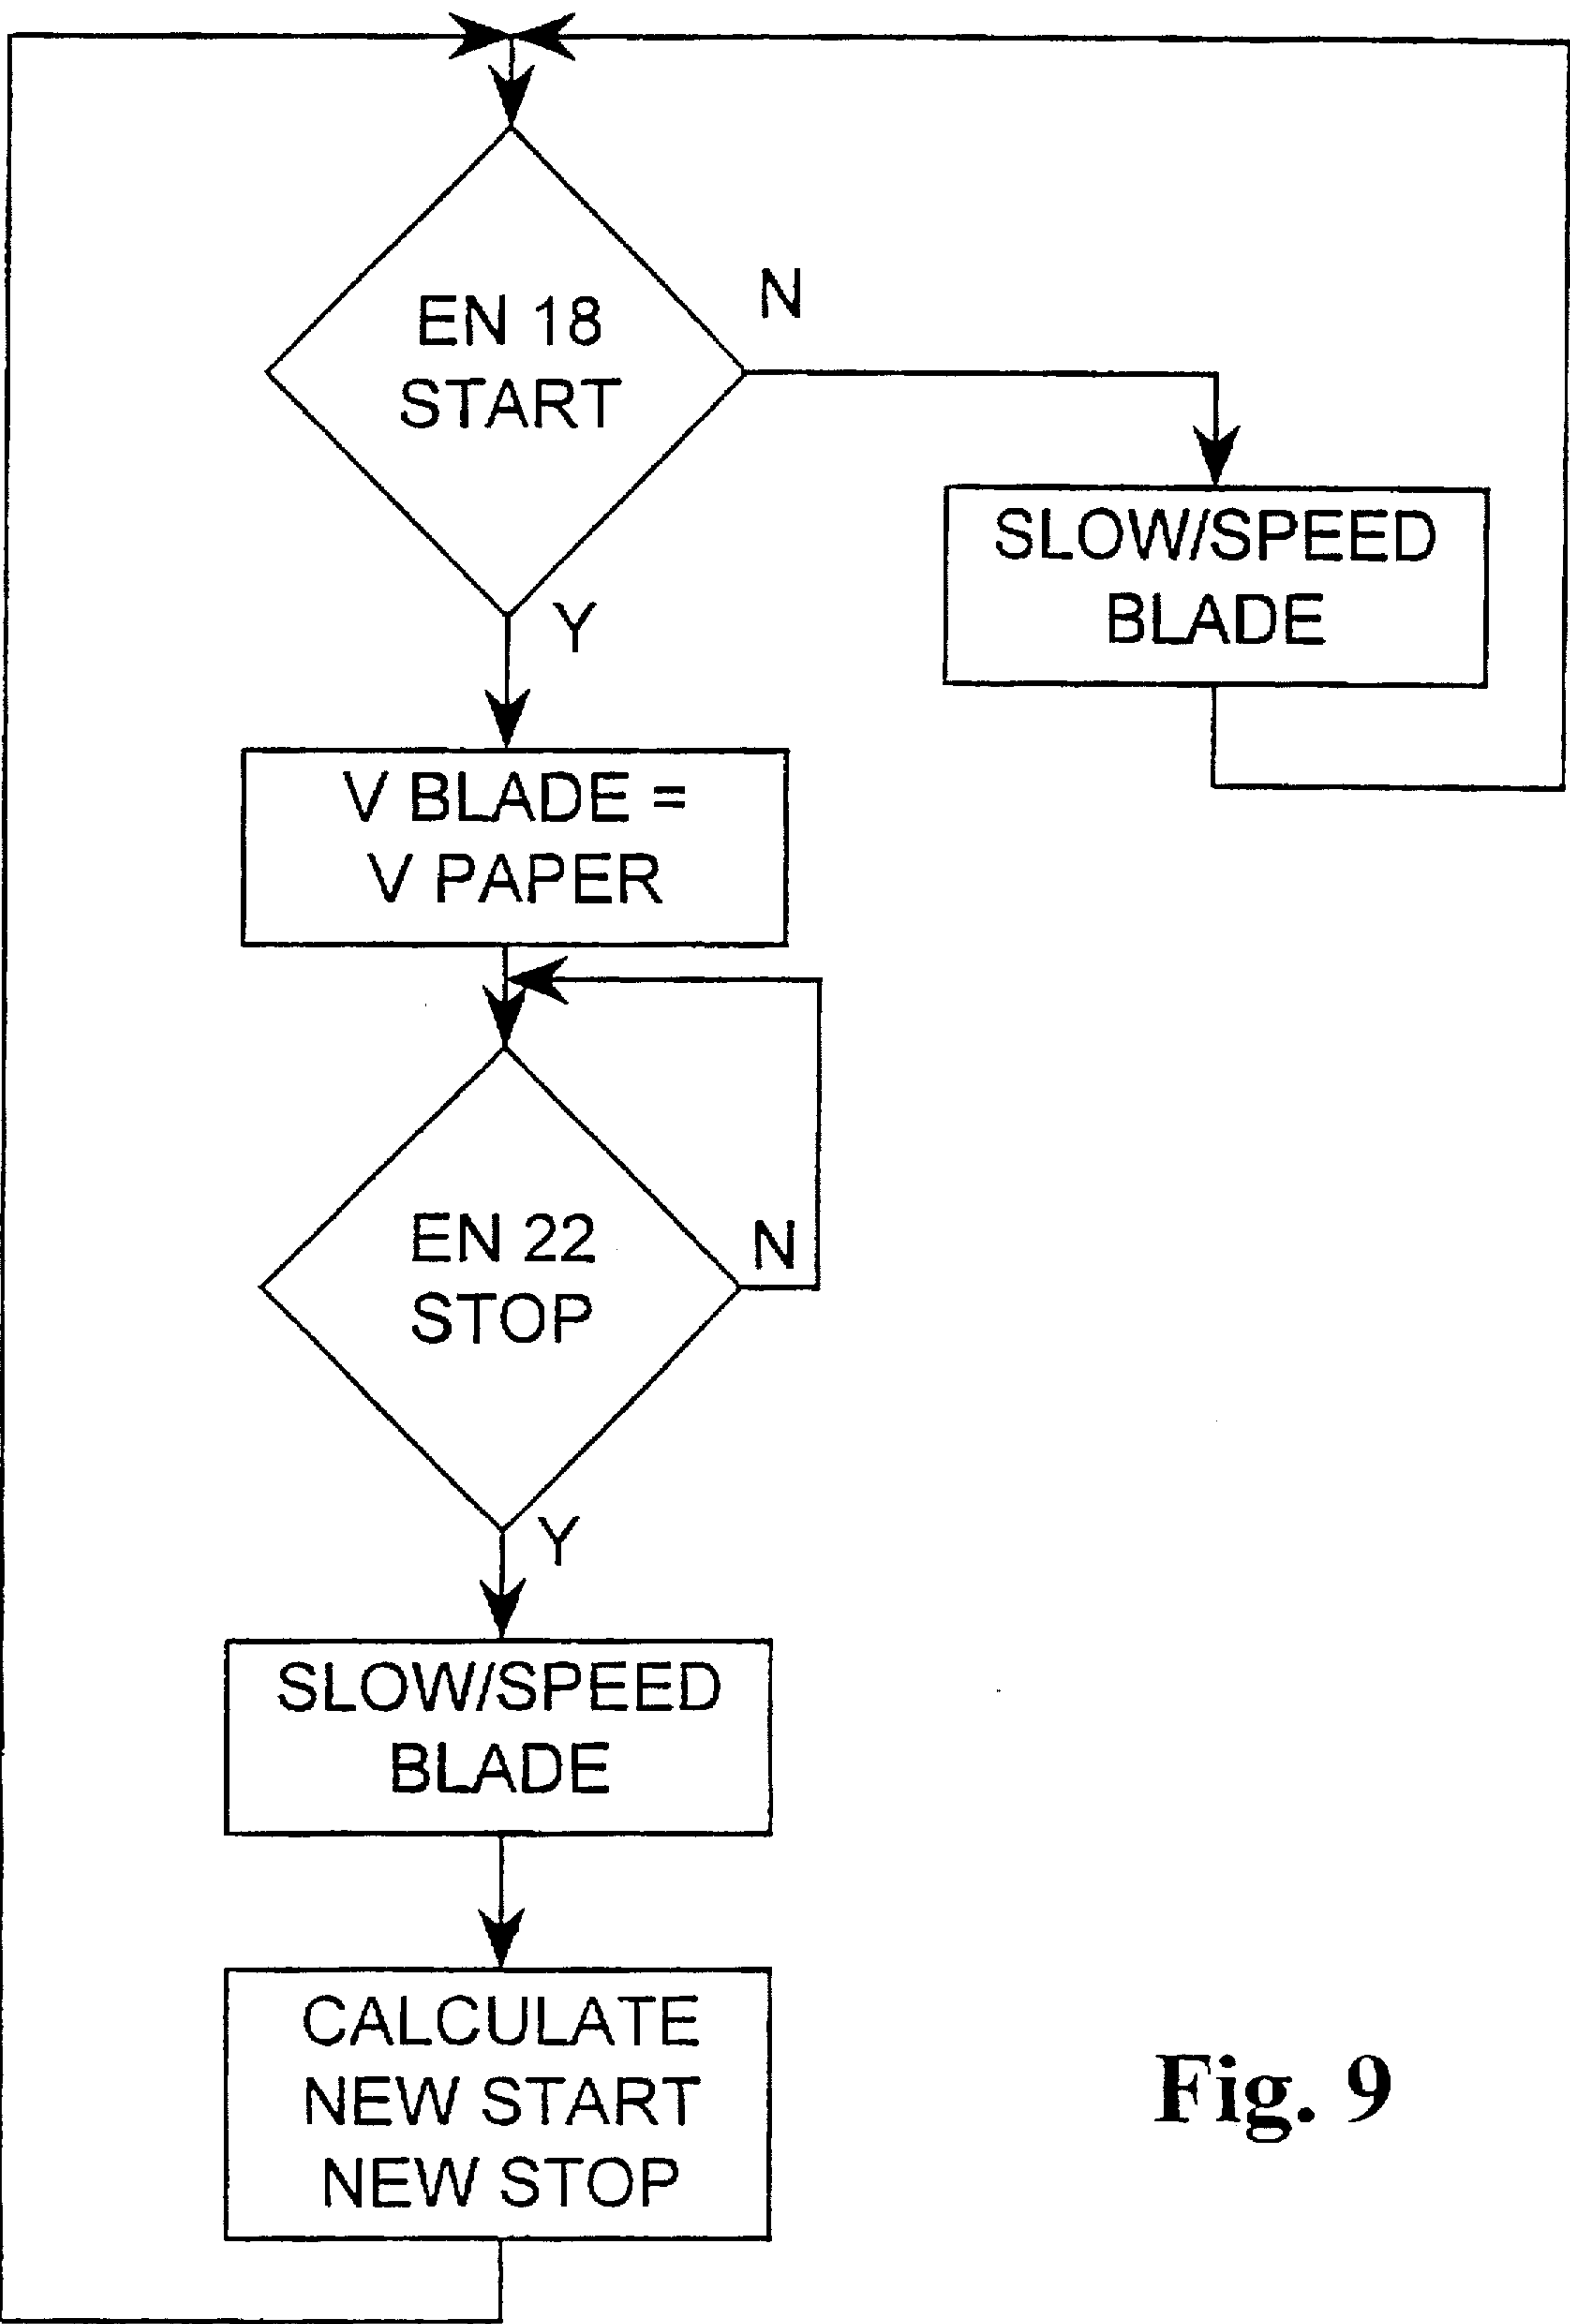 EN 18
START
N
SLOW/SPEED
BLADE
Y
V BLADE =
V PAPER
EN 22
STOP
N
Y
SLOW/SPEED
BLADE
CALCULATE
NEW START
NEW STOP
Fig. 9